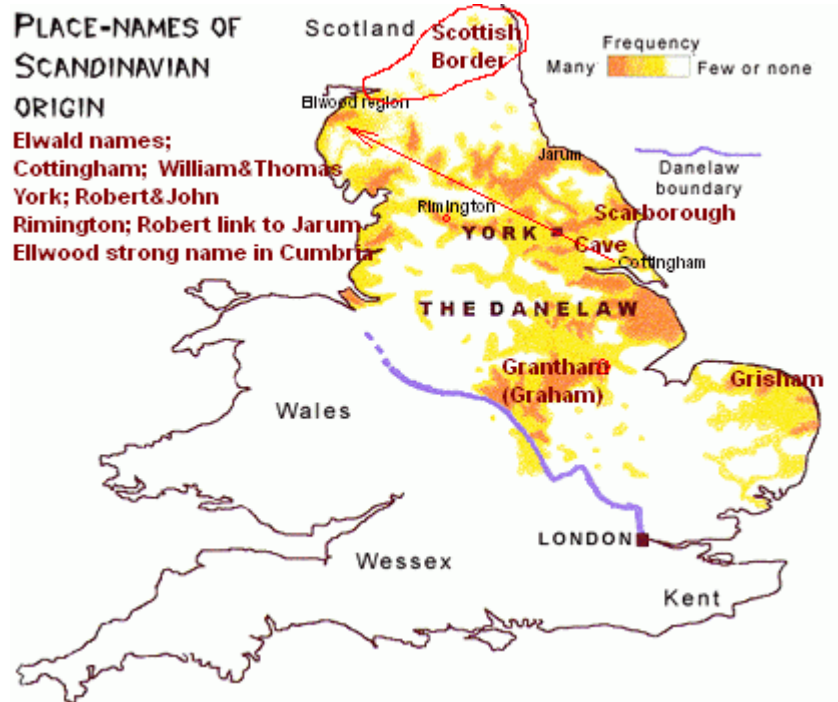 PLACE-NAMES OF
SCANDINAVIAN
ORIGIN
Elwald names;
Cottingham; William&Thomas
York; Robert&John
Rimington; Robert link to Jarum
Ellwood strong name in Cumbria
Scotland
Scottish
Border
Frequency
Many
Few or none
Danelaw
boundary
Ellwood region
Jarum
Rimington
Scarborough
YORK
Cave
Cottingham
THE DANELAW
Grantham
(Graham)
Grisham
Wales
LONDON
Wessex
Kent